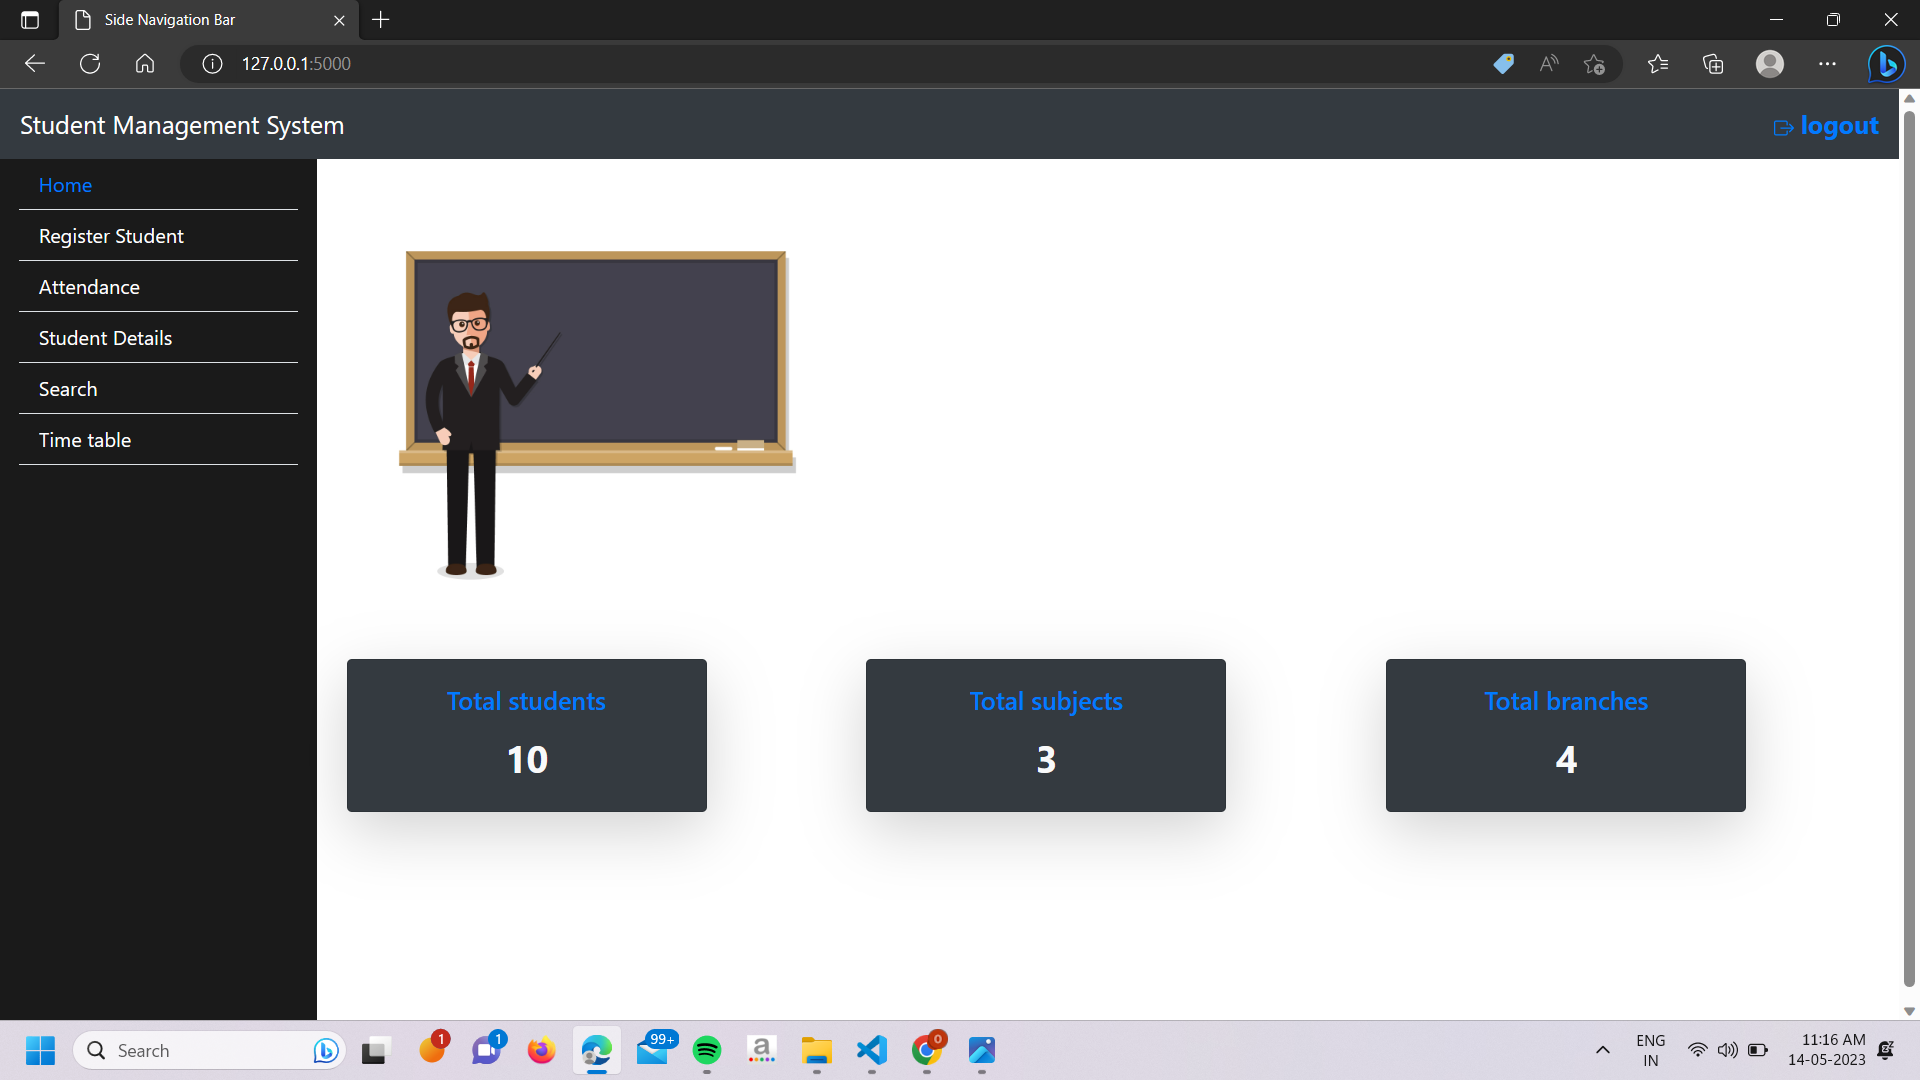 Side Navigation Bar
127.0.0.1:5000
Student Management System
logout
Home
Register Student
Attendance
Student Details
Search
Time table
Total students
10
Total subjects
3
Total branches
4
Search
1
1
99+
a
0
ENG
IN
11:16 AM
14-05-2023